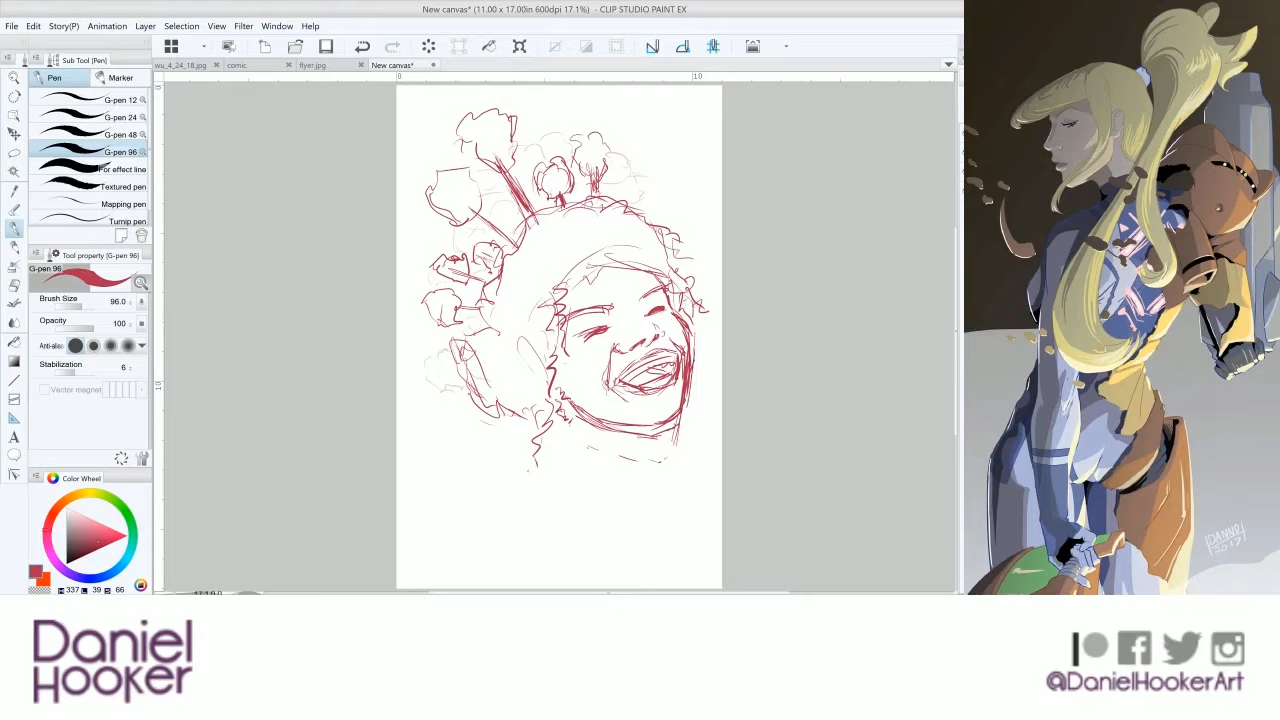 New canvas* (11.00 x 17.00in 600dpi 17.1%) - CLIP STUDIO PAINT EX
File Edit Story(P) Animation Layer Selection View Filter Window Help
Sub Tool [Pen]
wu_4_24_18.jpg comic flyer.jpg New canvas*
Pen Marker
0 10
G-pen 12
G-pen 24
G-pen 48
G-pen 96
For effect line
Textured pen
Mapping pen
Turnip pen
Tool property [G-pen 96]
G-pen 96
Brush Size 96.0
Opacity 100
Anti-alias
Stabilization 6
Vector magnet
Color Wheel
H 337 L 39 S 66
DANNO
2017
Daniel
HOOKER
@DanielHookerArt